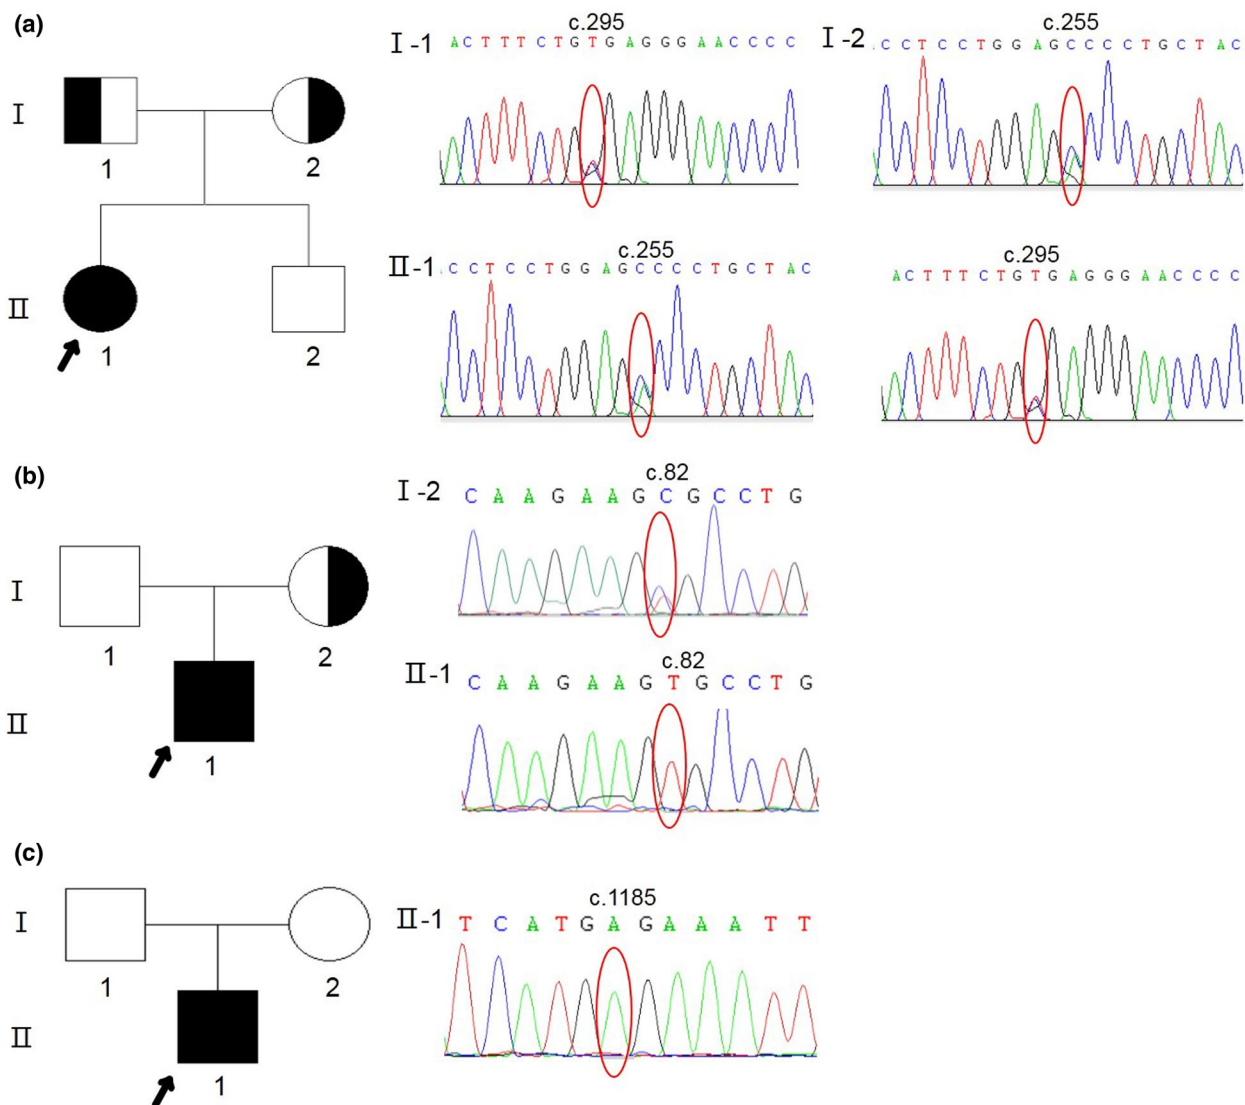 (a)
I
1
2
II
1
2
c.295
I-1 ACTTTCTGTGAGGGAACCCC
c.255
I-2 CCTCCTGGAGCCCCTGCTAC
c.255
II-1 CCTCCTGGAGCCCCTGCTAC
c.295
ACTTTCTGTGAGGGAACCCC
(b)
I
1
2
II
1
c.82
I-2 CAAGAAGCGCCTG
c.82
II-1 CAAGAAGTGCCTG
(c)
I
1
2
II
1
c.1185
II-1 TCATGAGAAATT